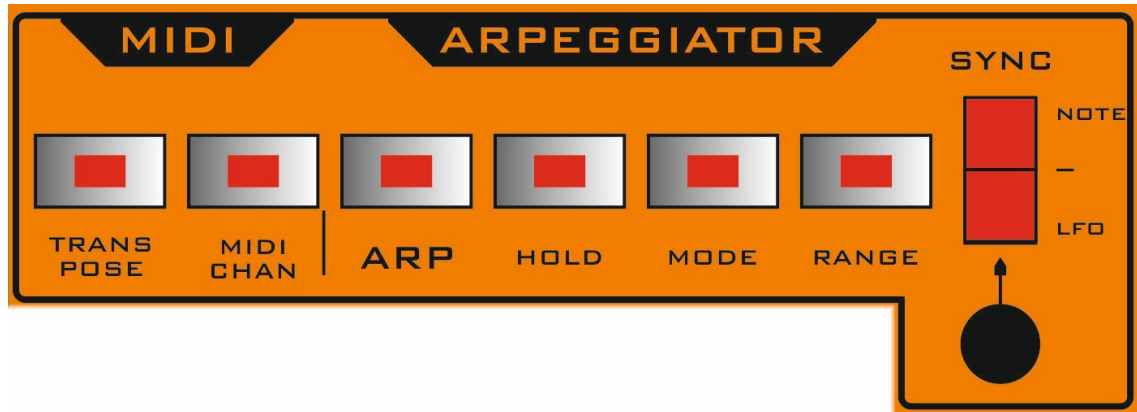 MIDI
ARPEGGIATOR
SYNC
NOTE
–
LFO
TRANS
POSE
MIDI
CHAN
ARP
HOLD
MODE
RANGE